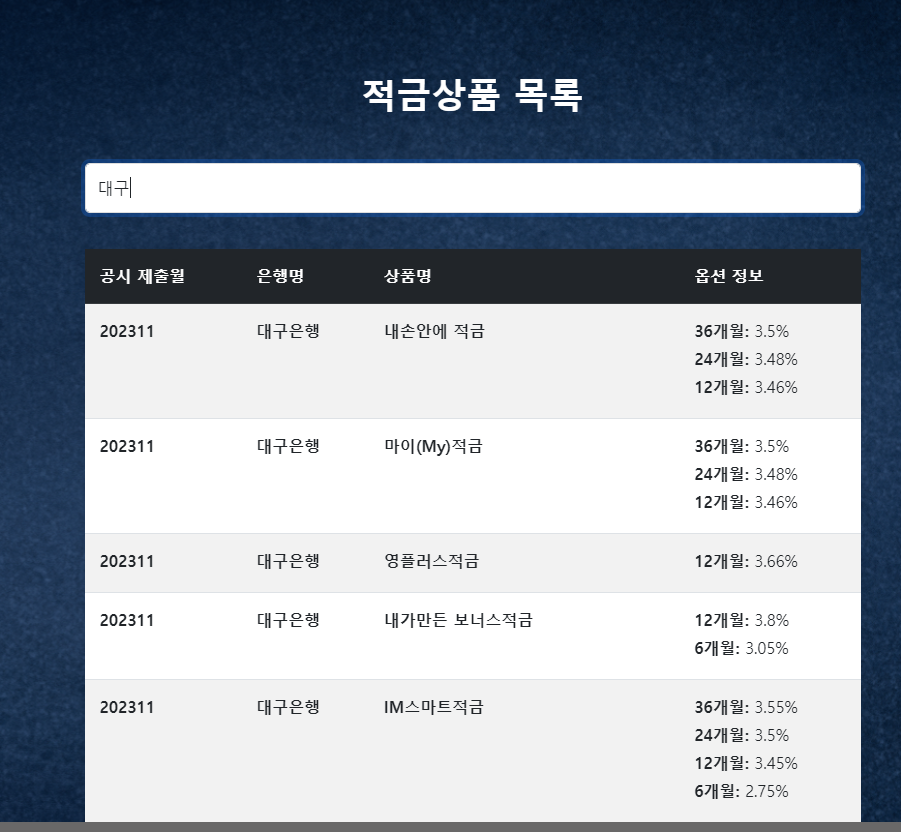 적금상품 목록
대구
공시 제출월 은행명 상품명 옵션 정보
202311 대구은행 내손안에 적금 36개월: 3.5%
24개월: 3.48%
12개월: 3.46%
202311 대구은행 마이(My)적금 36개월: 3.5%
24개월: 3.48%
12개월: 3.46%
202311 대구은행 영플러스적금 12개월: 3.66%
202311 대구은행 내가만든 보너스적금 12개월: 3.8%
6개월: 3.05%
202311 대구은행 IM스마트적금 36개월: 3.55%
24개월: 3.5%
12개월: 3.45%
6개월: 2.75%